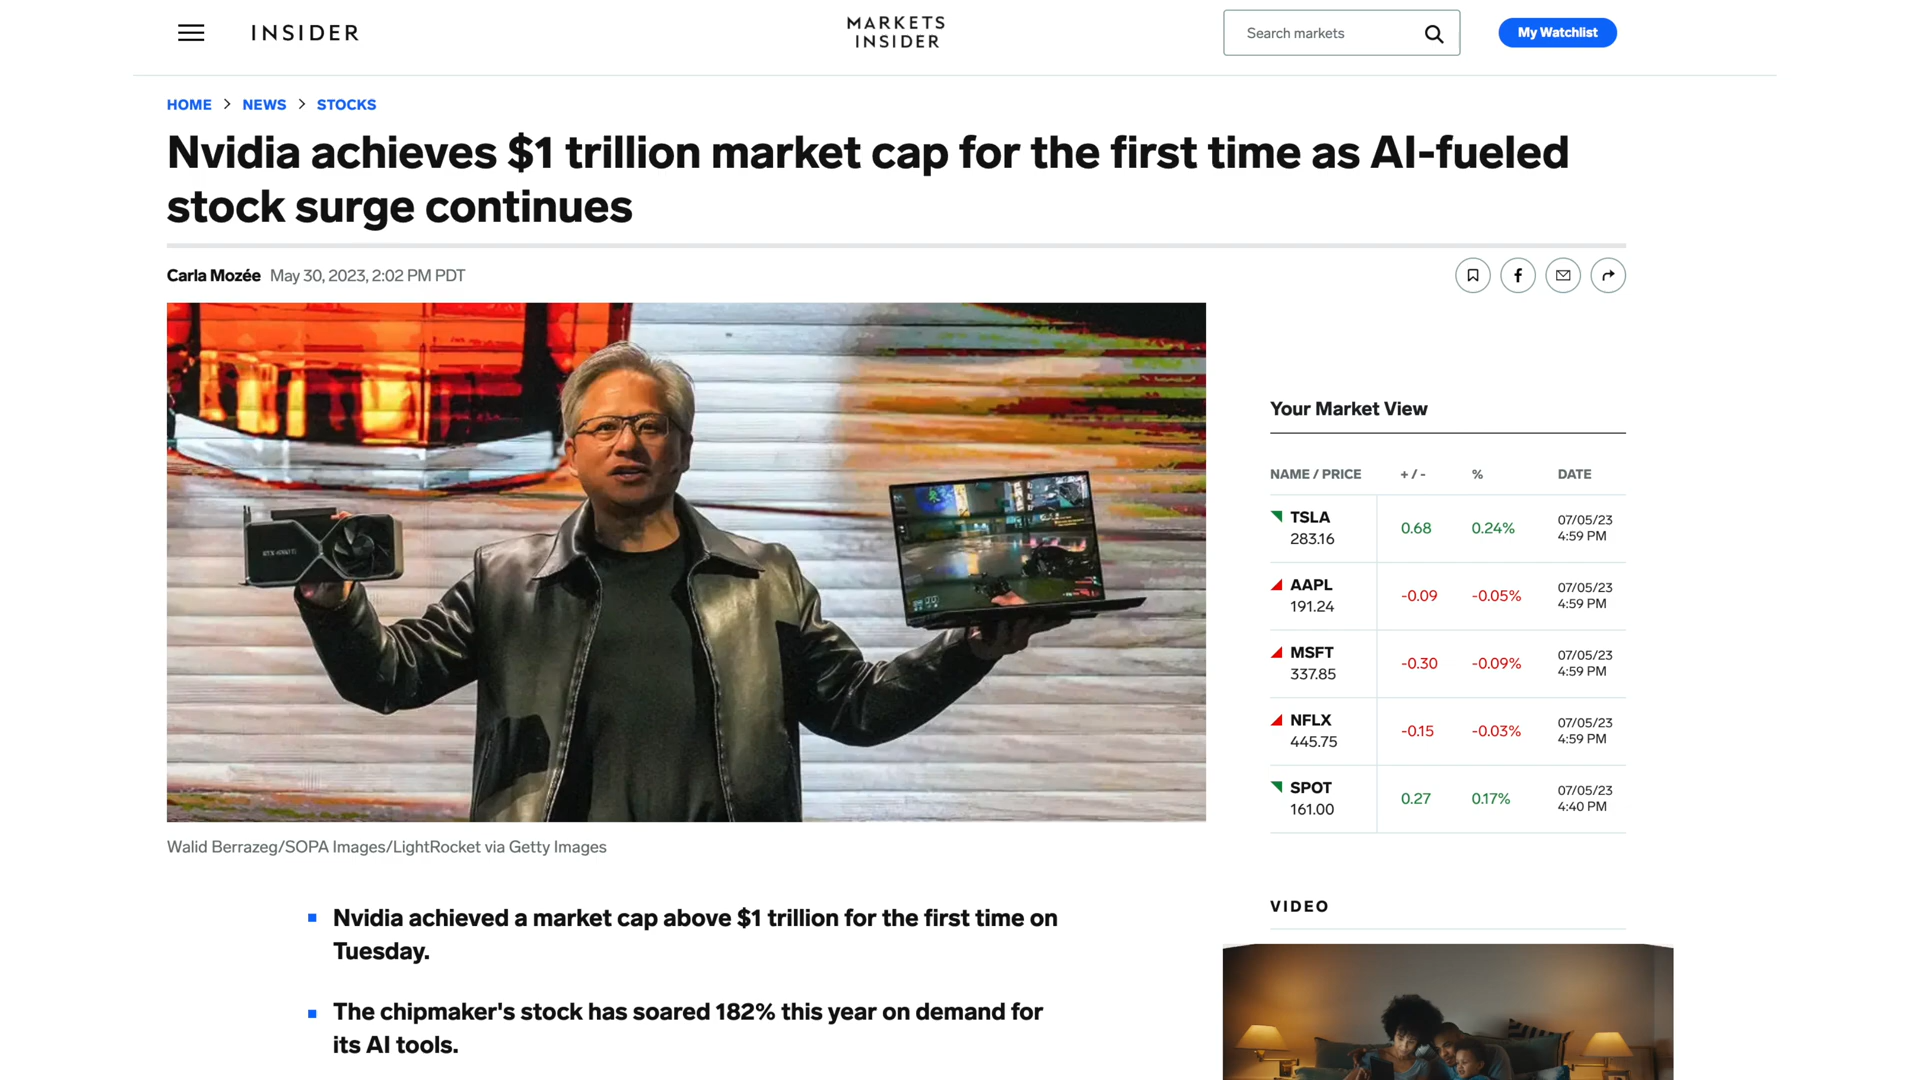 INSIDER
MARKETS
INSIDER
Search markets
My Watchlist
HOME > NEWS > STOCKS
Nvidia achieves $1 trillion market cap for the first time as AI-fueled
stock surge continues
Carla Mozée May 30, 2023, 2:02 PM PDT
Walid Berrazeg/SOPA Images/LightRocket via Getty Images
Nvidia achieved a market cap above $1 trillion for the first time on
Tuesday.
The chipmaker's stock has soared 182% this year on demand for
its AI tools.
Your Market View
NAME / PRICE + / - % DATE
TSLA
283.16
0.68 0.24%
07/05/23
4:59 PM
AAPL
191.24
-0.09 -0.05%
07/05/23
4:59 PM
MSFT
337.85
-0.30 -0.09%
07/05/23
4:59 PM
NFLX
445.75
-0.15 -0.03%
07/05/23
4:59 PM
SPOT
161.00
0.27 0.17%
07/05/23
4:40 PM
VIDEO